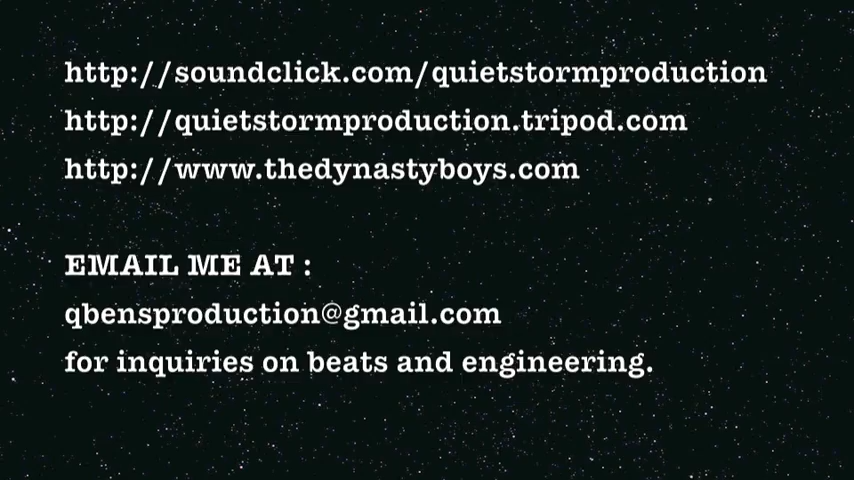 http://soundclick.com/quietstormproduction
http://quietstormproduction.tripod.com
http://www.thedynastyboys.com
EMAIL ME AT :
qbensproduction@gmail.com
for inquiries on beats and engineering.